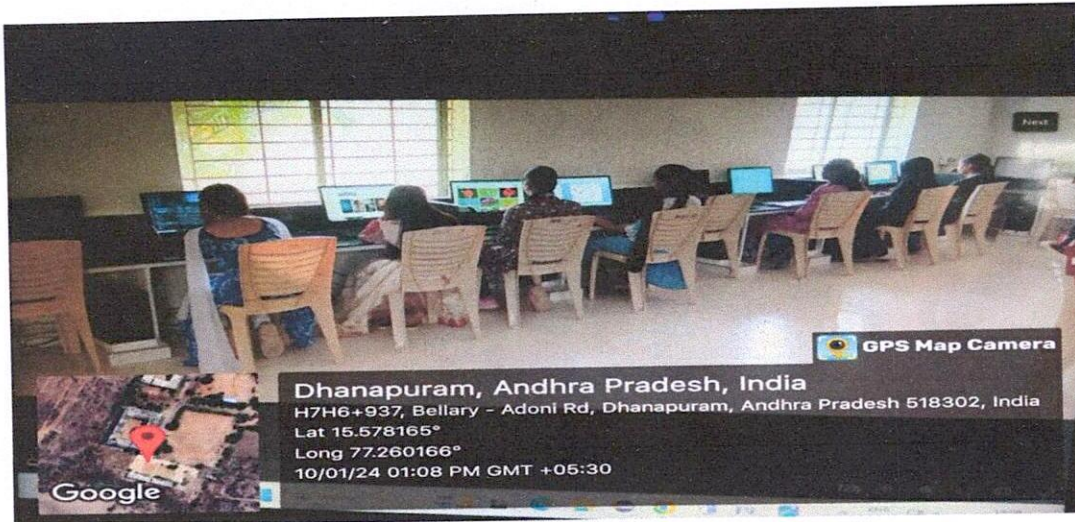 Next
GPS Map Camera
Dhanapuram, Andhra Pradesh, India
H7H6+937, Bellary - Adoni Rd, Dhanapuram, Andhra Pradesh 518302, India
Lat 15.578165°
Long 77.260166°
10/01/24 01:08 PM GMT +05:30
Google